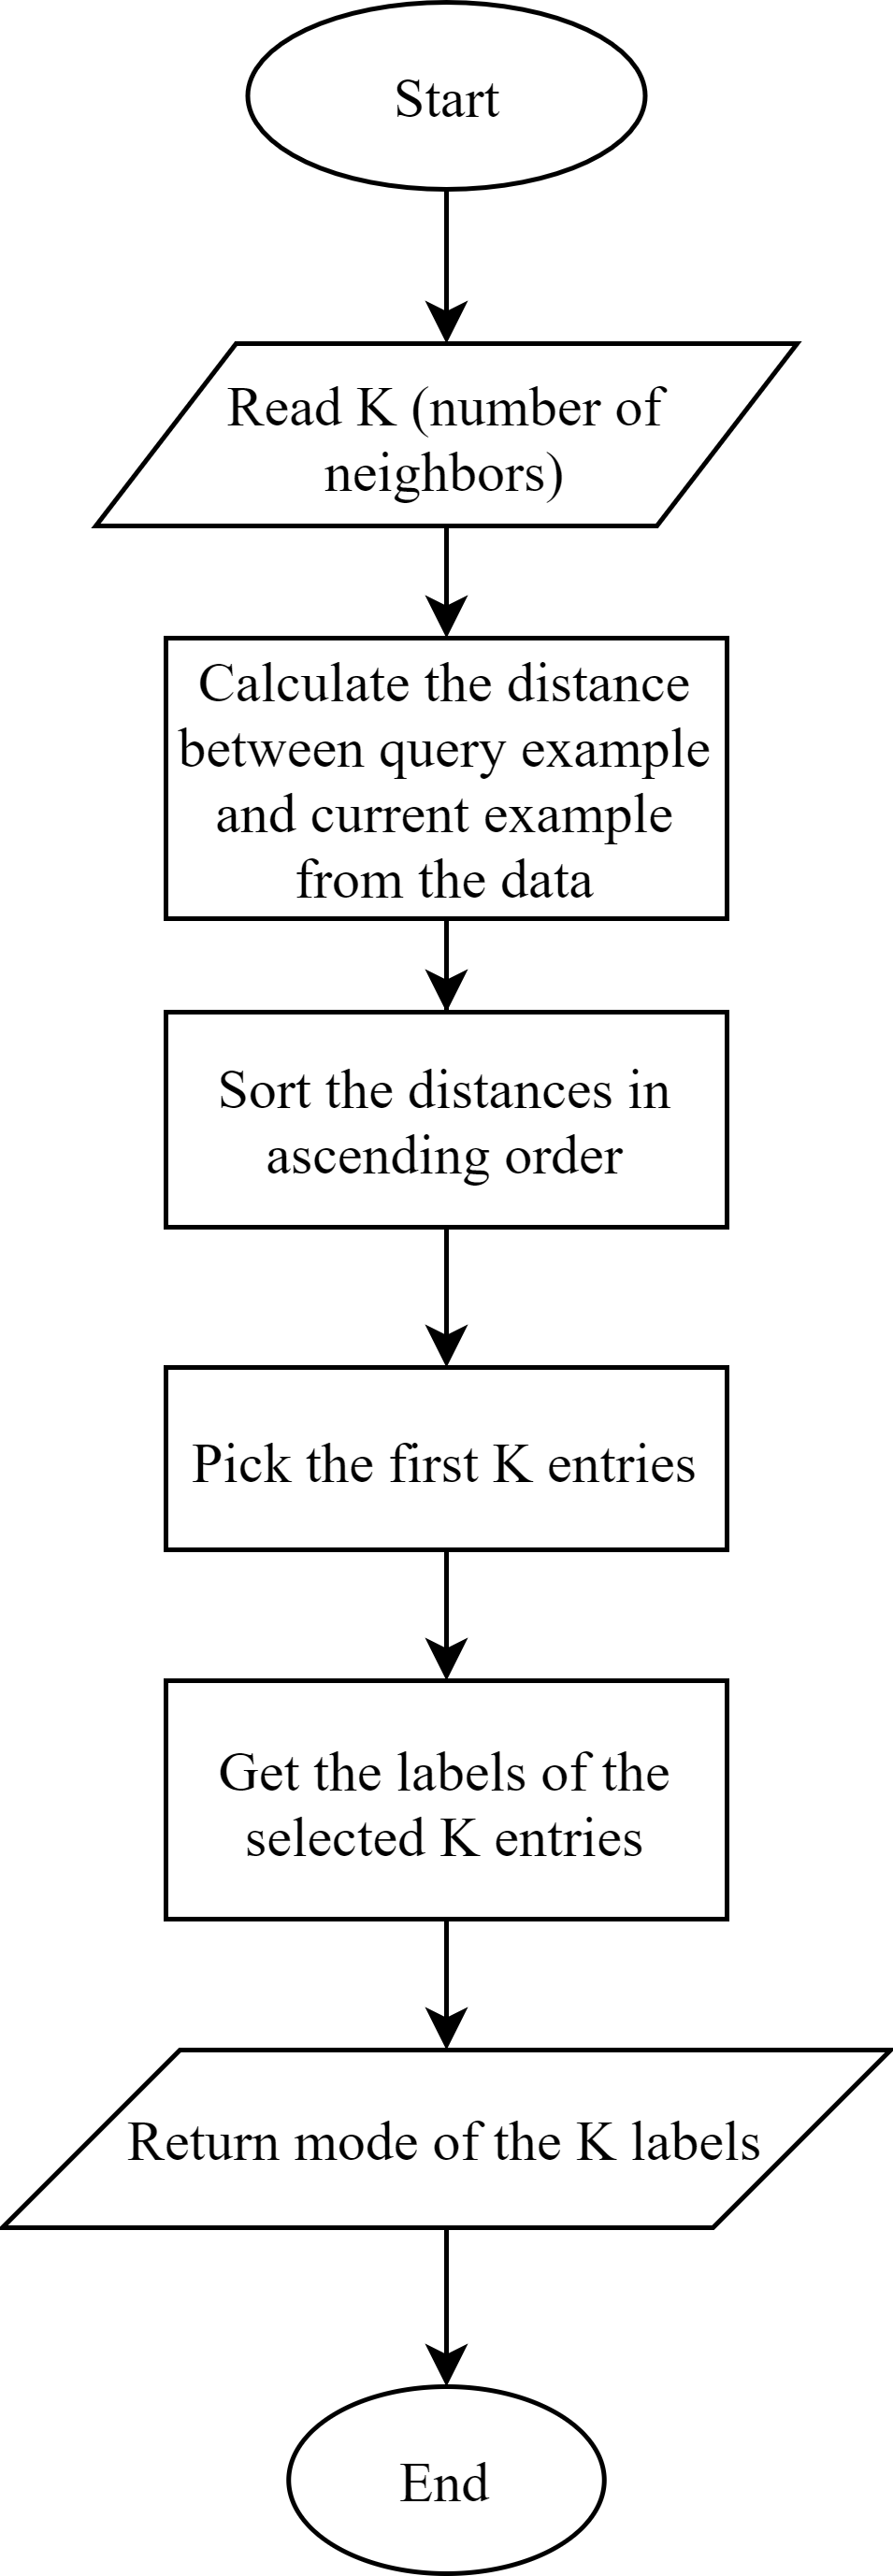 Start
Read K (number of
neighbors)
Calculate the distance
between query example
and current example
from the data
Sort the distances in
ascending order
Pick the first K entries
Get the labels of the
selected K entries
Return mode of the K labels
End